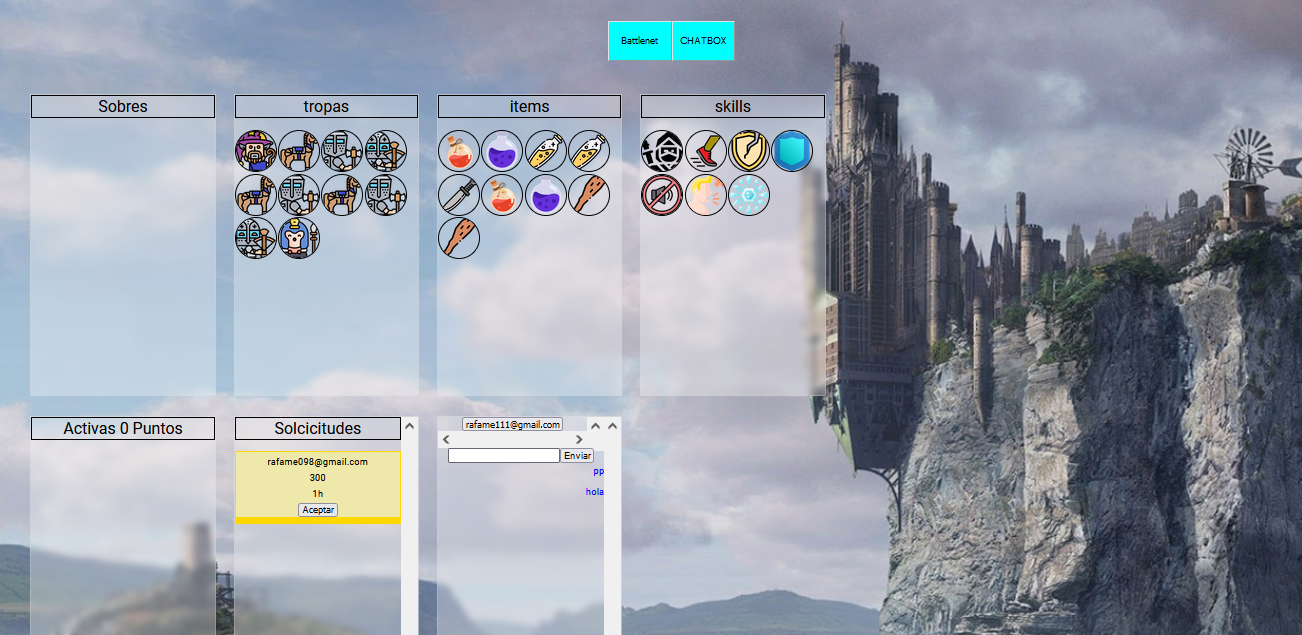 Battlenet
CHATBOX
Sobres
tropas
items
skills
Activas 0 Puntos
Solcicitudes
rafame098@gmail.com
300
1h
Aceptar
rafame111@gmail.com
Enviar
pp
hola